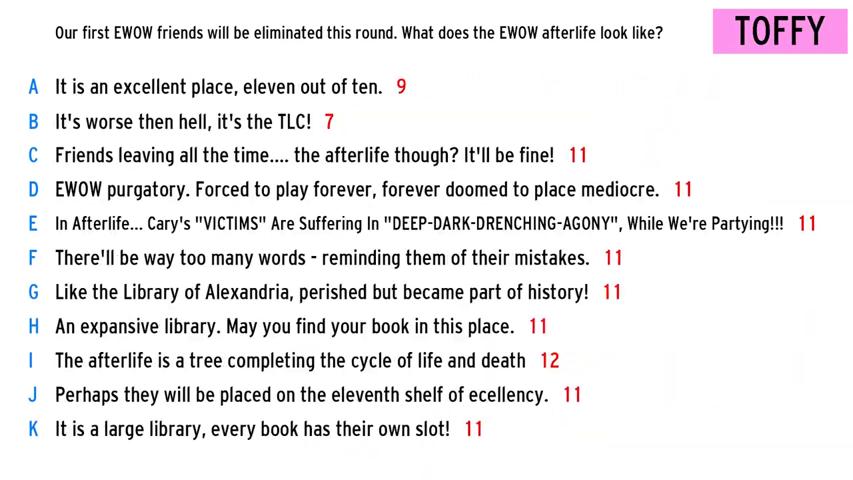 Our first EWOW friends will be eliminated this round. What does the EWOW afterlife look like?
TOFFY
A It is an excellent place, eleven out of ten. 9
B It's worse then hell, it's the TLC! 7
C Friends leaving all the time.... the afterlife though? It'll be fine! 11
D EWOW purgatory. Forced to play forever, forever doomed to place mediocre. 11
E In Afterlife... Cary's "VICTIMS" Are Suffering In "DEEP-DARK-DRENCHING-AGONY", While We're Partying!!! 11
F There'll be way too many words - reminding them of their mistakes. 11
G Like the Library of Alexandria, perished but became part of history! 11
H An expansive library. May you find your book in this place. 11
I The afterlife is a tree completing the cycle of life and death 12
J Perhaps they will be placed on the eleventh shelf of ecellency. 11
K It is a large library, every book has their own slot! 11